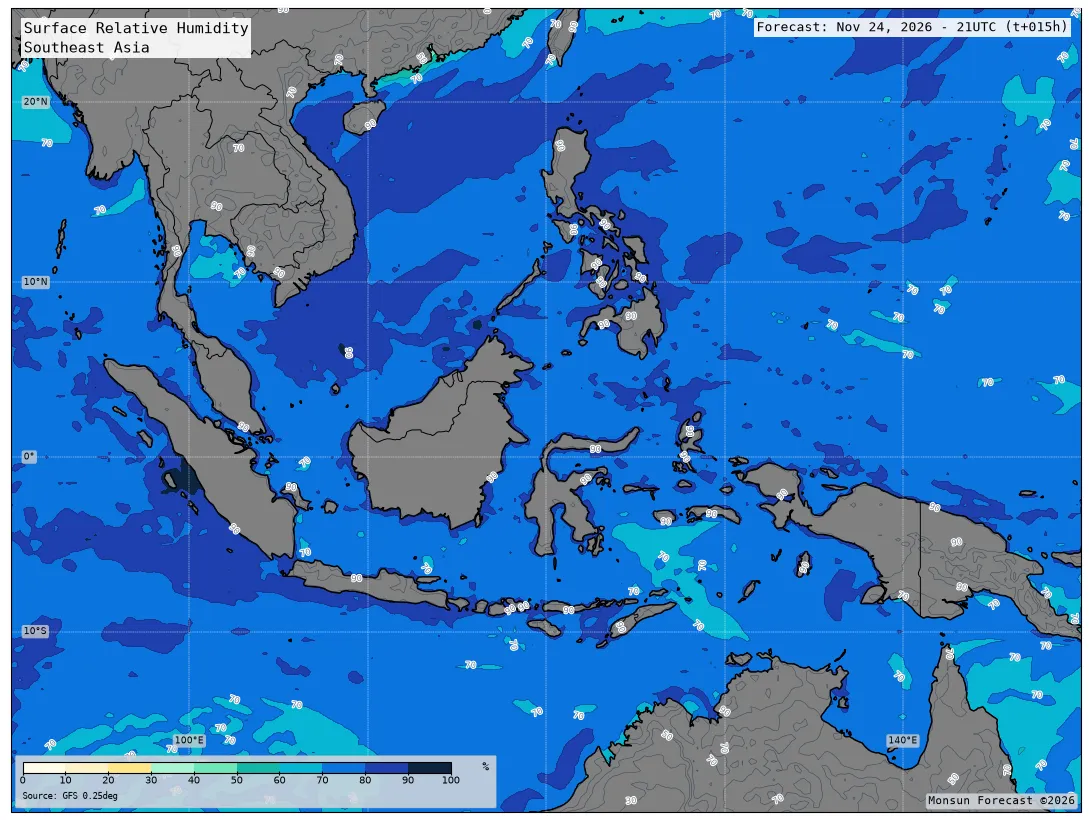 Surface Relative Humidity
Southeast Asia
Forecast: Nov 24, 2026 - 21UTC (t+015h)
20°N
10°N
0°
10°S
100°E
140°E
%
0 10 20 30 40 50 60 70 80 90 100
Source: GFS 0.25deg
Monsun Forecast ©2026